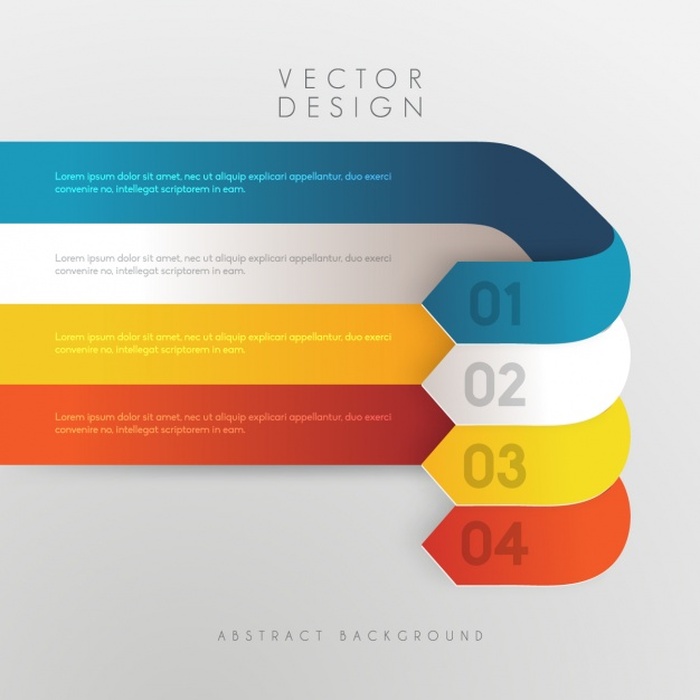 VECTOR
DESIGN
Lorem ipsum dolor sit amet, nec ut aliquip explicari appellantur, duo exerci
convenire no, intellegat scriptorem in eam.
Lorem ipsum dolor sit amet, nec ut aliquip explicari appellantur, duo exerci
convenire no, intellegat scriptorem in eam.
Lorem ipsum dolor sit amet, nec ut aliquip explicari appellantur, duo exerci
convenire no, intellegat scriptorem in eam.
Lorem ipsum dolor sit amet, nec ut aliquip explicari appellantur, duo exerci
convenire no, intellegat scriptorem in eam.
01
02
03
04
ABSTRACT BACKGROUND